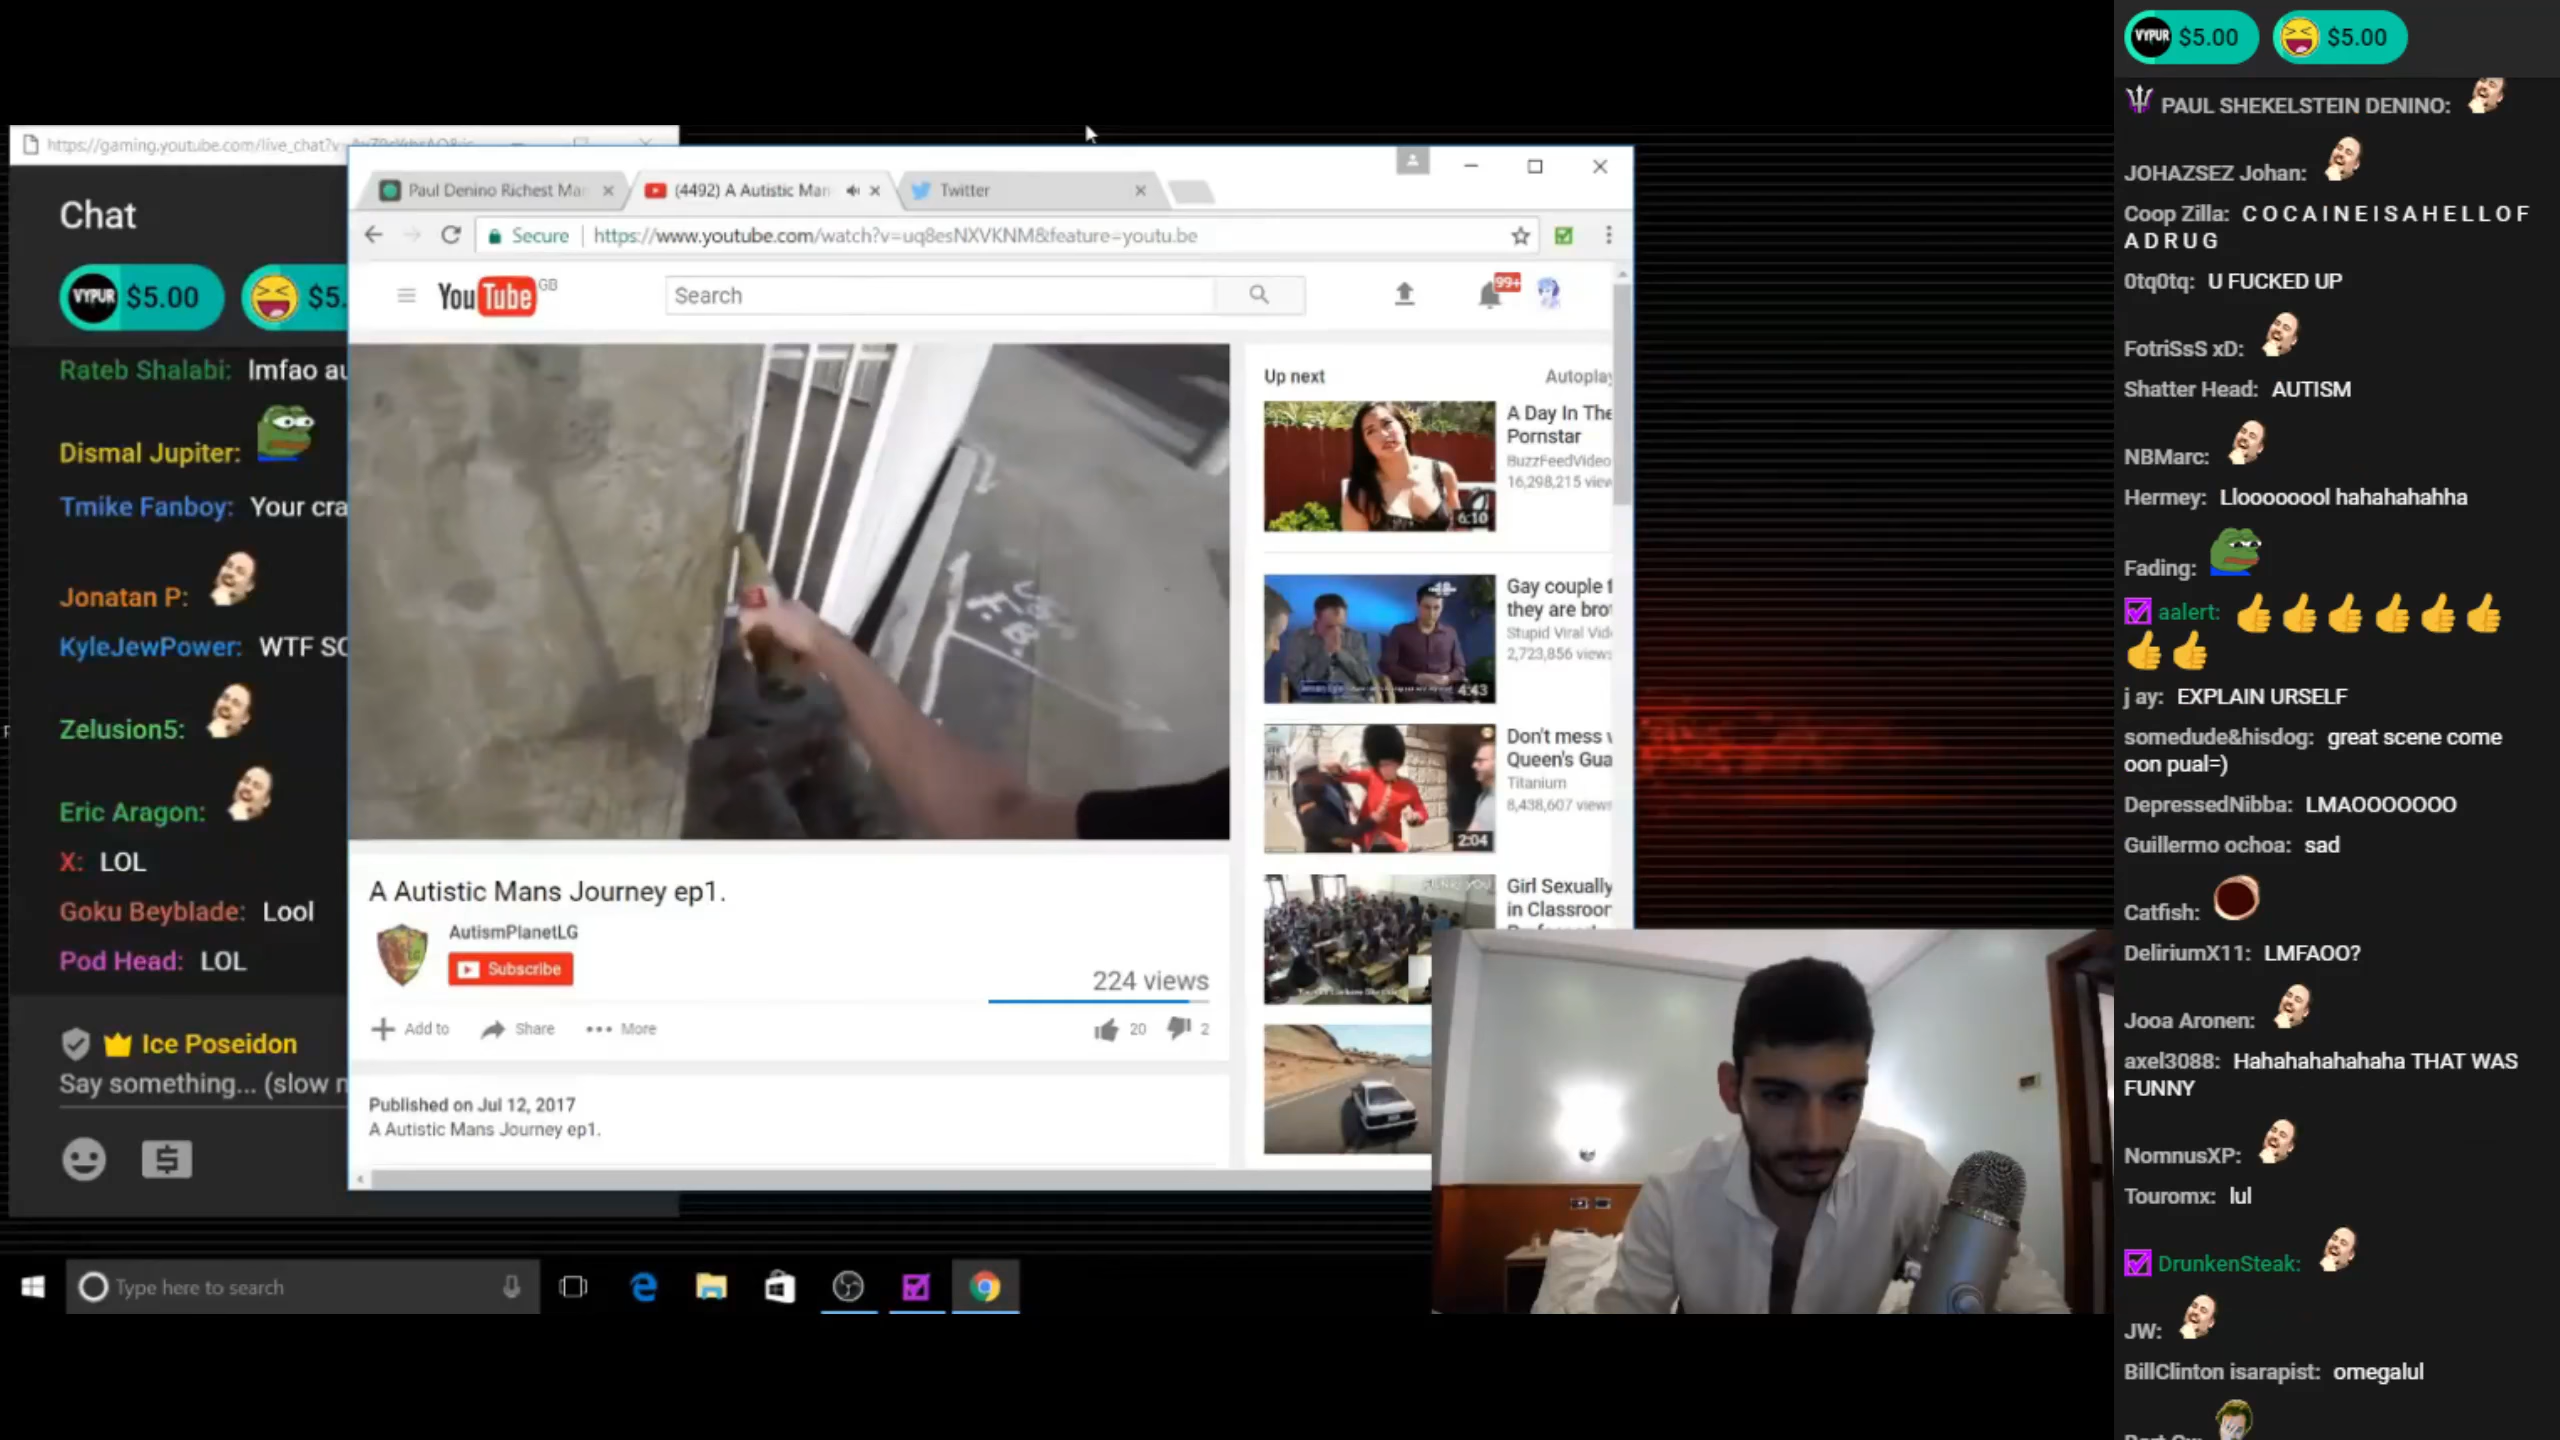 https://gaming.youtube.com/live_chat?v=
Chat
VYPUR $5.00
$5.
Rateb Shalabi: lmfao au
Dismal Jupiter:
Tmike Fanboy: Your cra
Jonatan P:
KyleJewPower: WTF SC
Zelusion5:
Eric Aragon:
X: LOL
Goku Beyblade: Lool
Pod Head: LOL
Ice Poseidon
Say something... (slow m
Paul Denino Richest Ma
(4492) A Autistic Man
Twitter
Secure
https://www.youtube.com/watch?v=uq8esNXVKNM&feature=youtu.be
YouTube GB
Search
99+
A Autistic Mans Journey ep1.
AutismPlanetLG
Subscribe
224 views
Add to
Share
More
20
2
Published on Jul 12, 2017
A Autistic Mans Journey ep1.
Up next
Autoplay
A Day In The
Pornstar
BuzzFeedVideo
16,298,215 view
6:10
Gay couple f
they are bro
Stupid Viral Vid
2,723,856 views
4:43
Don't mess
Queen's Gua
Titanium
8,438,607 views
2:04
Girl Sexually
in Classroom
Type here to search
VYPUR $5.00
$5.00
PAUL SHEKELSTEIN DENINO:
JOHAZSEZ Johan:
Coop Zilla: C O C A I N E I S A H E L L O F
A D R U G
0tq0tq: U FUCKED UP
FotriSsS xD:
Shatter Head: AUTISM
NBMarc:
Hermey: Lloooooool hahahahahha
Fading:
aalert: 👍👍👍👍👍👍
👍👍
j ay: EXPLAIN URSELF
somedude&hisdog: great scene come
oon pual=)
DepressedNibba: LMAOOOOOOO
Guillermo ochoa: sad
Catfish:
DeliriumX11: LMFAOO?
Jooa Aronen:
axel3088: Hahahahahahaha THAT WAS
FUNNY
NomnusXP:
Touromx: lul
DrunkenSteak:
JW:
BillClinton isarapist: omegalul